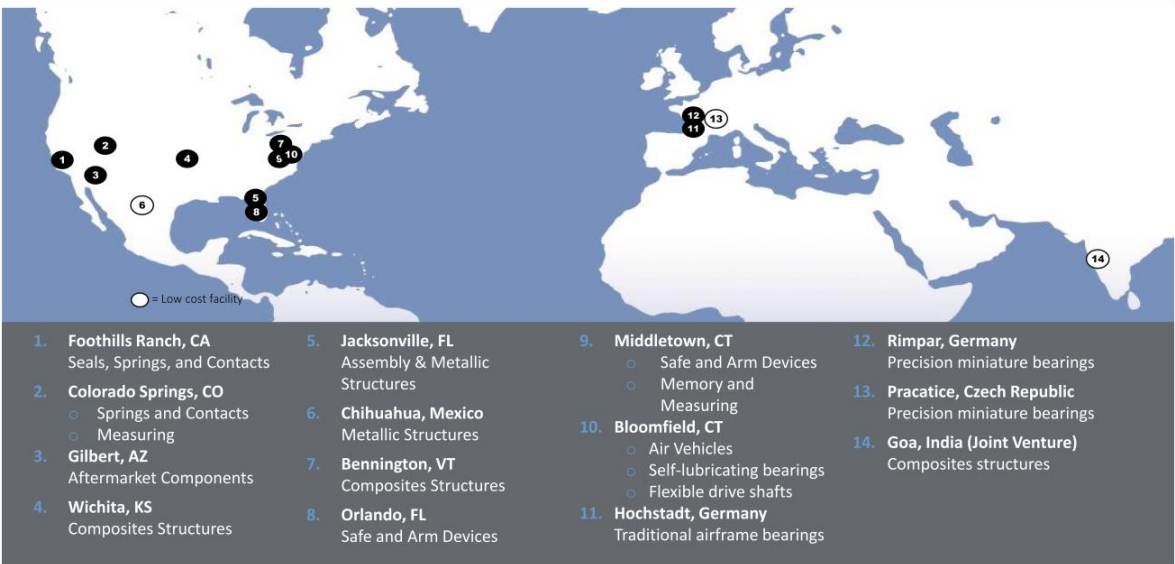 1
2
3
4
5
6
7
8
9
10
11
12
13
14
= Low cost facility
1. Foothills Ranch, CA
Seals, Springs, and Contacts
2. Colorado Springs, CO
o Springs and Contacts
o Measuring
3. Gilbert, AZ
Aftermarket Components
4. Wichita, KS
Composites Structures
5. Jacksonville, FL
Assembly & Metallic
Structures
6. Chihuahua, Mexico
Metallic Structures
7. Bennington, VT
Composites Structures
8. Orlando, FL
Safe and Arm Devices
9. Middletown, CT
o Safe and Arm Devices
o Memory and
Measuring
10. Bloomfield, CT
o Air Vehicles
o Self-lubricating bearings
o Flexible drive shafts
11. Hochstadt, Germany
Traditional airframe bearings
12. Rimpar, Germany
Precision miniature bearings
13. Pracatice, Czech Republic
Precision miniature bearings
14. Goa, India (Joint Venture)
Composites structures